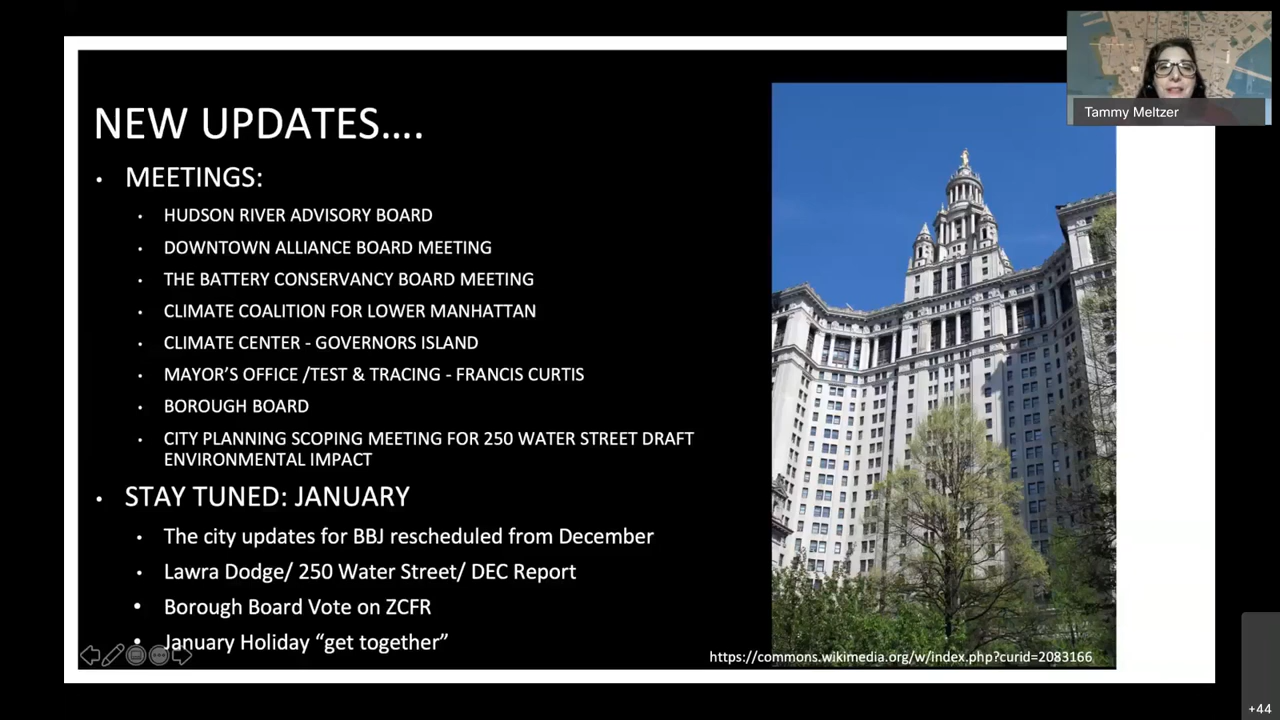 NEW UPDATES....
• MEETINGS:
• HUDSON RIVER ADVISORY BOARD
• DOWNTOWN ALLIANCE BOARD MEETING
• THE BATTERY CONSERVANCY BOARD MEETING
• CLIMATE COALITION FOR LOWER MANHATTAN
• CLIMATE CENTER - GOVERNORS ISLAND
• MAYOR'S OFFICE /TEST & TRACING - FRANCIS CURTIS
• BOROUGH BOARD
• CITY PLANNING SCOPING MEETING FOR 250 WATER STREET DRAFT
ENVIRONMENTAL IMPACT
• STAY TUNED: JANUARY
• The city updates for BBJ rescheduled from December
• Lawra Dodge/ 250 Water Street/ DEC Report
• Borough Board Vote on ZCFR
• January Holiday “get together”
https://commons.wikimedia.org/w/index.php?curid=2083166
Tammy Meltzer
+44